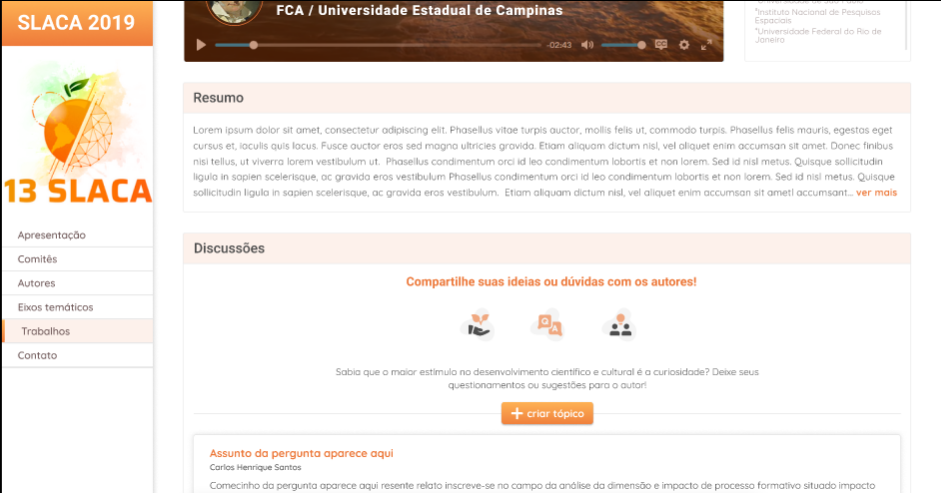 SLACA 2019
13 SLACA
Apresentação
Comitês
Autores
Eixos temáticos
Trabalhos
Contato
FCA / Universidade Estadual de Campinas
-02:43
CC
³Instituto Nacional de Pesquisas
Espaciais
⁴Universidade Federal do Rio de
Janeiro
Resumo
Lorem ipsum dolor sit amet, consectetur adipiscing elit. Phasellus vitae turpis auctor, mollis felis ut, commodo turpis. Phasellus felis mauris, egestas eget
cursus et, iaculis quis lacus. Fusce auctor eros sed magna ultricies gravida. Etiam aliquam dictum nisl, vel aliquet enim accumsan sit amet. Donec finibus
nisi tellus, ut viverra lorem vestibulum ut. Phasellus condimentum orci id leo condimentum lobortis et non lorem. Sed id nisl metus. Quisque sollicitudin
ligula in sapien scelerisque, ac gravida eros vestibulum Phasellus condimentum orci id leo condimentum lobortis et non lorem. Sed id nisl metus. Quisque
sollicitudin ligula in sapien scelerisque, ac gravida eros vestibulum. Etiam aliquam dictum nisl, vel aliquet enim accumsan sit ametl accumsant... ver mais
Discussões
Compartilhe suas ideias ou dúvidas com os autores!
Q A
Sabia que o maior estímulo no desenvolvimento científico e cultural é a curiosidade? Deixe seus
questionamentos ou sugestões para o autor!
+ criar tópico
Assunto da pergunta aparece aqui
Carlos Henrique Santos
Comecinho da pergunta aparece aqui resente relato inscreve-se no campo da análise da dimensão e impacto de processo formativo situado impacto